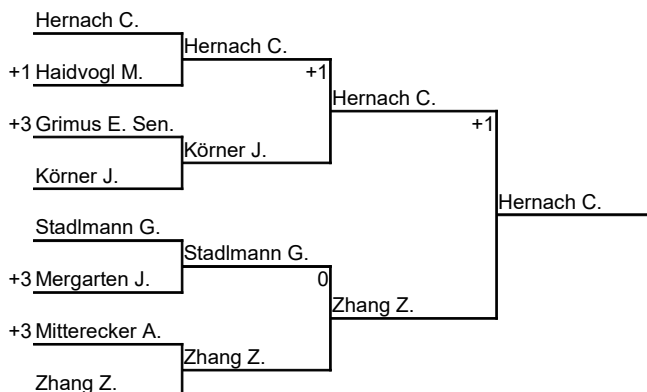 Hernach C.
Hernach C.
+1 Haidvogl M.
+1
Hernach C.
+3 Grimus E. Sen.
+1
Körner J.
Körner J.
Hernach C.
Stadlmann G.
Stadlmann G.
+3 Mergarten J.
0
Zhang Z.
+3 Mitterecker A.
Zhang Z.
Zhang Z.